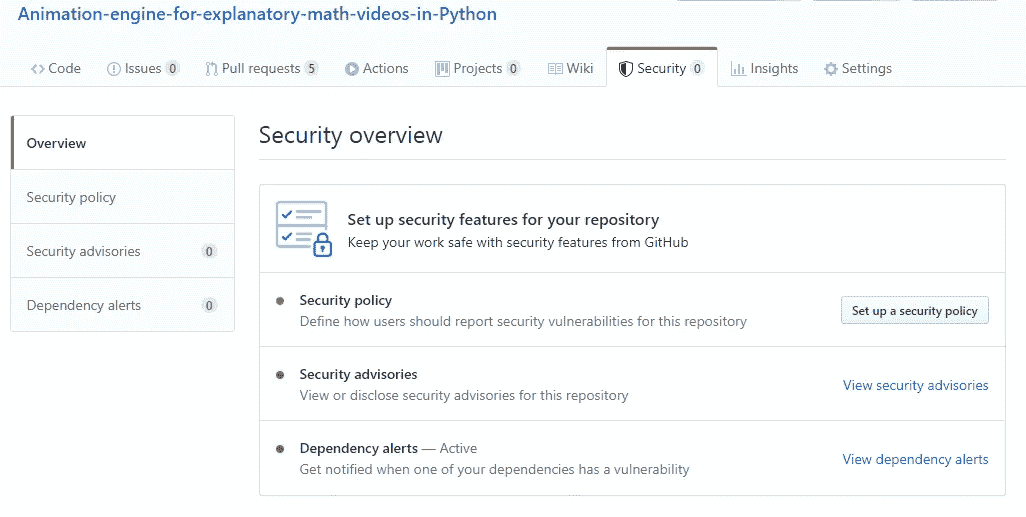 Animation-engine-for-explanatory-math-videos-in-Python
Code Issues 0 Pull requests 5 Actions Projects 0 Wiki Security 0 Insights Settings
Overview
Security policy
Security advisories 0
Dependency alerts 0
Security overview
Set up security features for your repository
Keep your work safe with security features from GitHub
Security policy
Define how users should report security vulnerabilities for this repository
Set up a security policy
Security advisories
View or disclose security advisories for this repository
View security advisories
Dependency alerts — Active
Get notified when one of your dependencies has a vulnerability
View dependency alerts